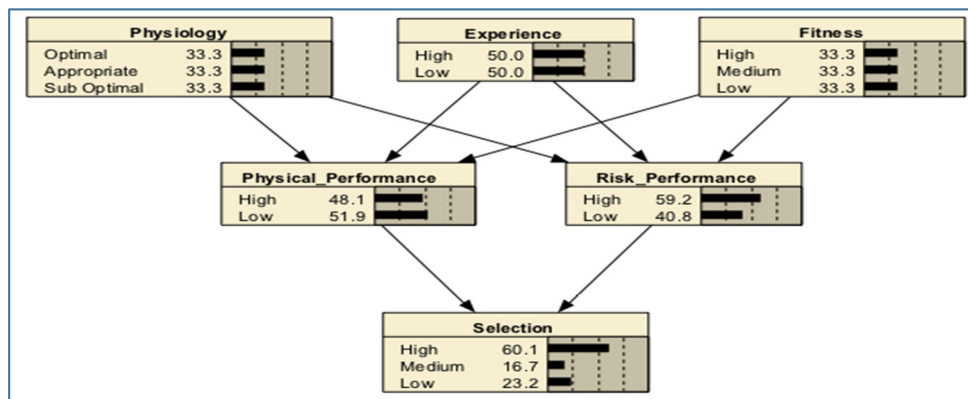 Physiology
Optimal 33.3
Appropriate 33.3
Sub Optimal 33.3
Experience
High 50.0
Low 50.0
Fitness
High 33.3
Medium 33.3
Low 33.3
Physical_Performance
High 48.1
Low 51.9
Risk_Performance
High 59.2
Low 40.8
Selection
High 60.1
Medium 16.7
Low 23.2